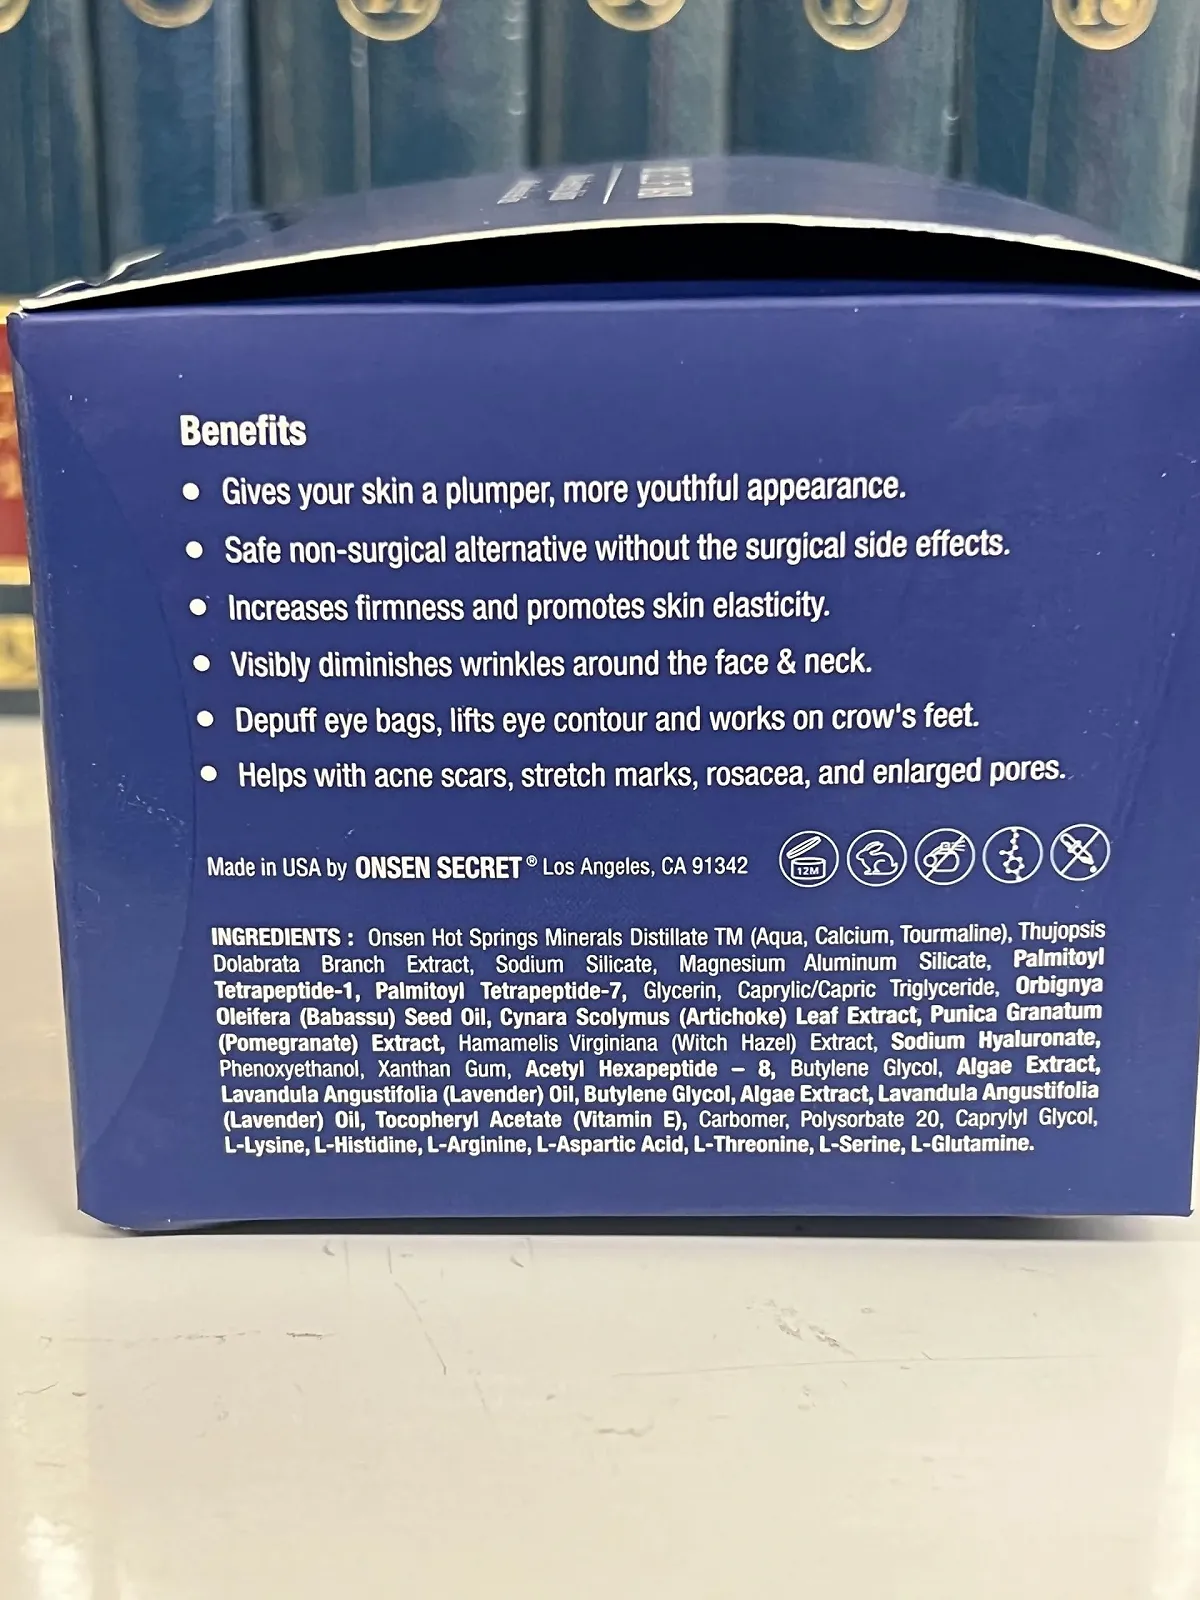 11
19
18
Benefits
• Gives your skin a plumper, more youthful appearance.
• Safe non-surgical alternative without the surgical side effects.
• Increases firmness and promotes skin elasticity.
• Visibly diminishes wrinkles around the face & neck.
• Depuff eye bags, lifts eye contour and works on crow's feet.
• Helps with acne scars, stretch marks, rosacea, and enlarged pores.
Made in USA by ONSEN SECRET® Los Angeles, CA 91342
12M
INGREDIENTS : Onsen Hot Springs Minerals Distillate TM (Aqua, Calcium, Tourmaline), Thujopsis
Dolabrata Branch Extract, Sodium Silicate, Magnesium Aluminum Silicate, Palmitoyl
Tetrapeptide-1, Palmitoyl Tetrapeptide-7, Glycerin, Caprylic/Capric Triglyceride, Orbignya
Oleifera (Babassu) Seed Oil, Cynara Scolymus (Artichoke) Leaf Extract, Punica Granatum
(Pomegranate) Extract, Hamamelis Virginiana (Witch Hazel) Extract, Sodium Hyaluronate,
Phenoxyethanol, Xanthan Gum, Acetyl Hexapeptide – 8, Butylene Glycol, Algae Extract,
Lavandula Angustifolia (Lavender) Oil, Butylene Glycol, Algae Extract, Lavandula Angustifolia
(Lavender) Oil, Tocopheryl Acetate (Vitamin E), Carbomer, Polysorbate 20, Caprylyl Glycol,
L-Lysine, L-Histidine, L-Arginine, L-Aspartic Acid, L-Threonine, L-Serine, L-Glutamine.